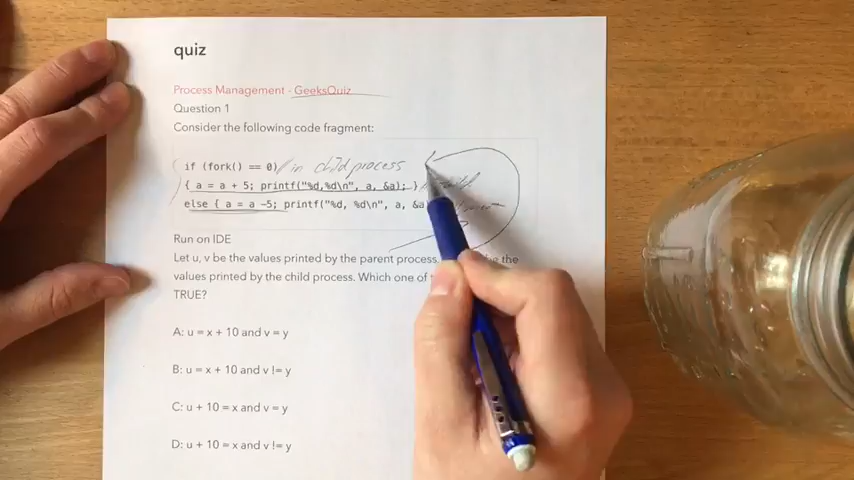 quiz
Process Management - GeeksQuiz
Question 1
Consider the following code fragment:
if (fork() == 0) // in child process
{ a = a + 5; printf("%d,%d\n", a, &a); }
else { a = a -5; printf("%d, %d\n", a, &a
Run on IDE
Let u, v be the values printed by the parent process, the
values printed by the child process. Which one of
TRUE?
A: u = x + 10 and v = y
B: u = x + 10 and v != y
C: u + 10 = x and v = y
D: u + 10 = x and v != y